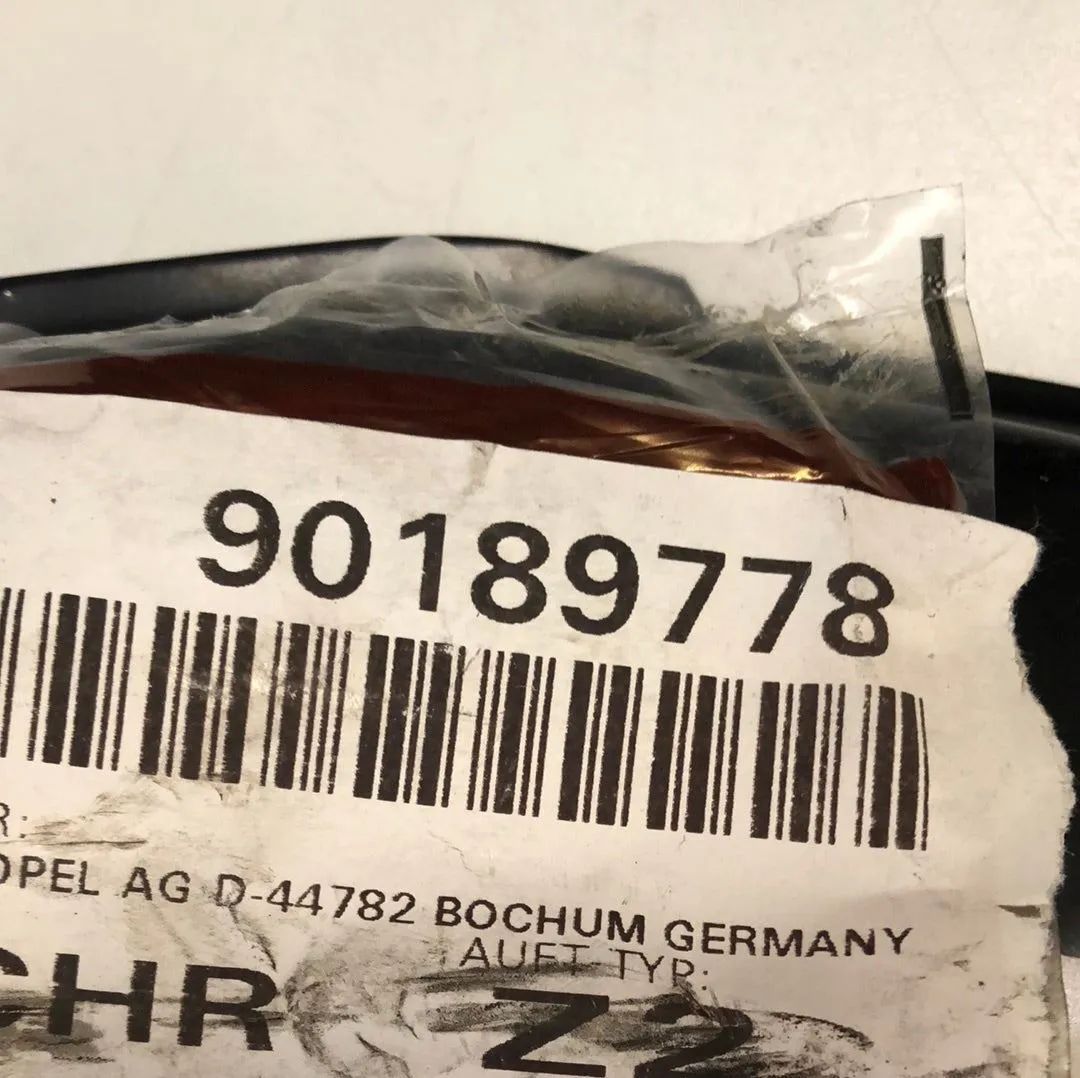 90189778
R:
OPEL AG D-44782 BOCHUM GERMANY
AUFT-TYP:
CHR Z2